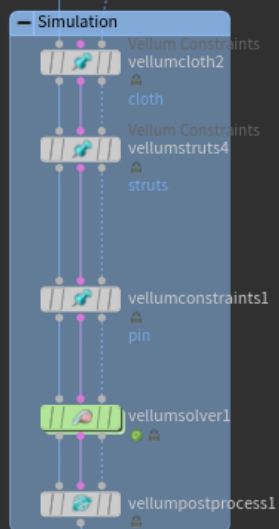 Simulation
Vellum Constraints
vellumcloth2
cloth
Vellum Constraints
vellumstruts4
struts
vellumconstraints1
pin
vellumsolver1
vellumpostprocess1